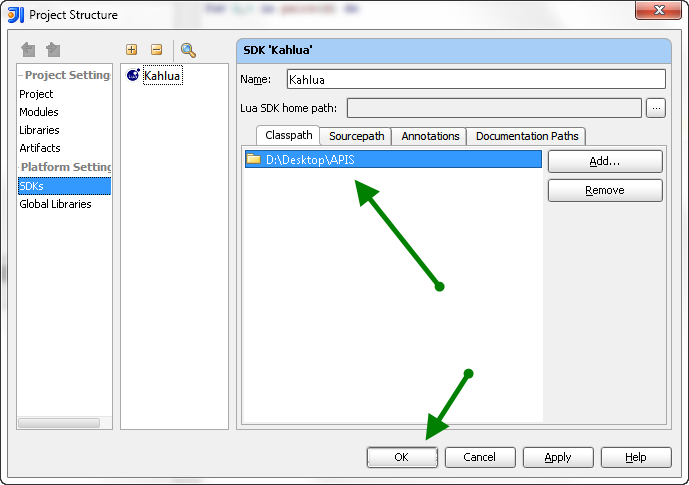 Project Structure
Project Setting
Project
Modules
Libraries
Artifacts
Platform Setting
SDKs
Global Libraries
Kahlua
SDK 'Kahlua'
Name: Kahlua
Lua SDK home path: ...
Classpath Sourcepath Annotations Documentation Paths
D:\Desktop\APIS
Add...
Remove
OK Cancel Apply Help